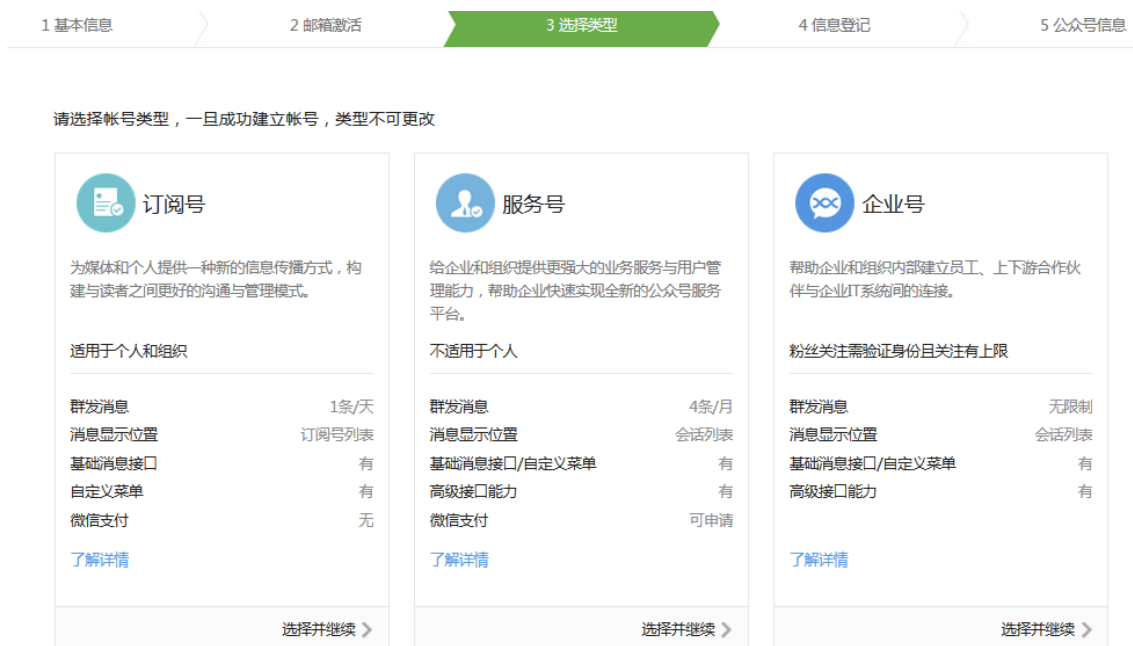 1 基本信息
2 邮箱激活
3 选择类型
4 信息登记
5 公众号信息
请选择帐号类型，一旦成功建立帐号，类型不可更改
订阅号
为媒体和个人提供一种新的信息传播方式，构
建与读者之间更好的沟通与管理模式。
适用于个人和组织
群发消息 1条/天
消息显示位置 订阅号列表
基础消息接口 有
自定义菜单 有
微信支付 无
了解详情
选择并继续
服务号
给企业和组织提供更强大的业务服务与用户管
理能力，帮助企业快速实现全新的公众号服务
平台。
不适用于个人
群发消息 4条/月
消息显示位置 会话列表
基础消息接口/自定义菜单 有
高级接口能力 有
微信支付 可申请
了解详情
选择并继续
企业号
帮助企业和组织内部建立员工、上下游合作伙
伴与企业IT系统间的连接。
粉丝关注需验证身份且关注有上限
群发消息 无限制
消息显示位置 会话列表
基础消息接口/自定义菜单 有
高级接口能力 有
了解详情
选择并继续